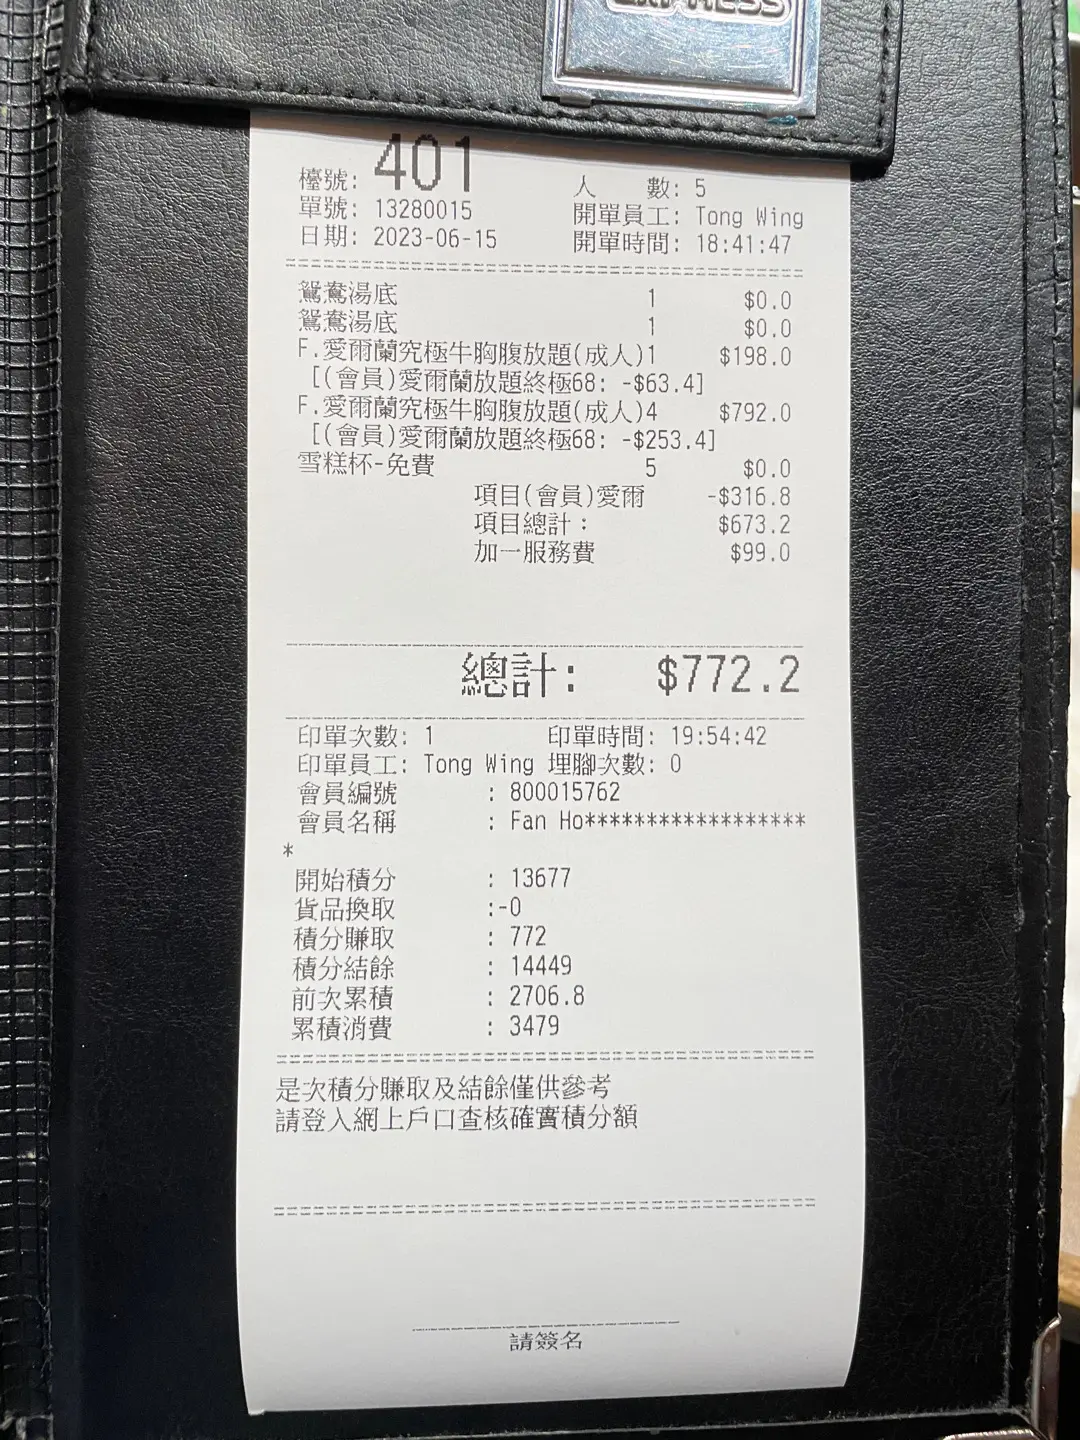 EXPRESS
檯號: 401 人 數: 5
單號: 13280015 開單員工: Tong Wing
日期: 2023-06-15 開單時間: 18:41:47
鴛鴦湯底 1 $0.0
鴛鴦湯底 1 $0.0
F.愛爾蘭究極牛胸腹放題(成人)1 $198.0
[(會員)愛爾蘭放題終極68: -$63.4]
F.愛爾蘭究極牛胸腹放題(成人)4 $792.0
[(會員)愛爾蘭放題終極68: -$253.4]
雪糕杯-免費 5 $0.0
項目(會員)愛爾 -$316.8
項目總計: $673.2
加一服務費 $99.0
總計: $772.2
印單次數: 1 印單時間: 19:54:42
印單員工: Tong Wing 埋腳次數: 0
會員編號 : 800015762
會員名稱 : Fan Ho******************
*
開始積分 : 13677
貨品換取 :-0
積分賺取 : 772
積分結餘 : 14449
前次累積 : 2706.8
累積消費 : 3479
是次積分賺取及結餘僅供參考
請登入網上戶口查核確實積分額
請簽名